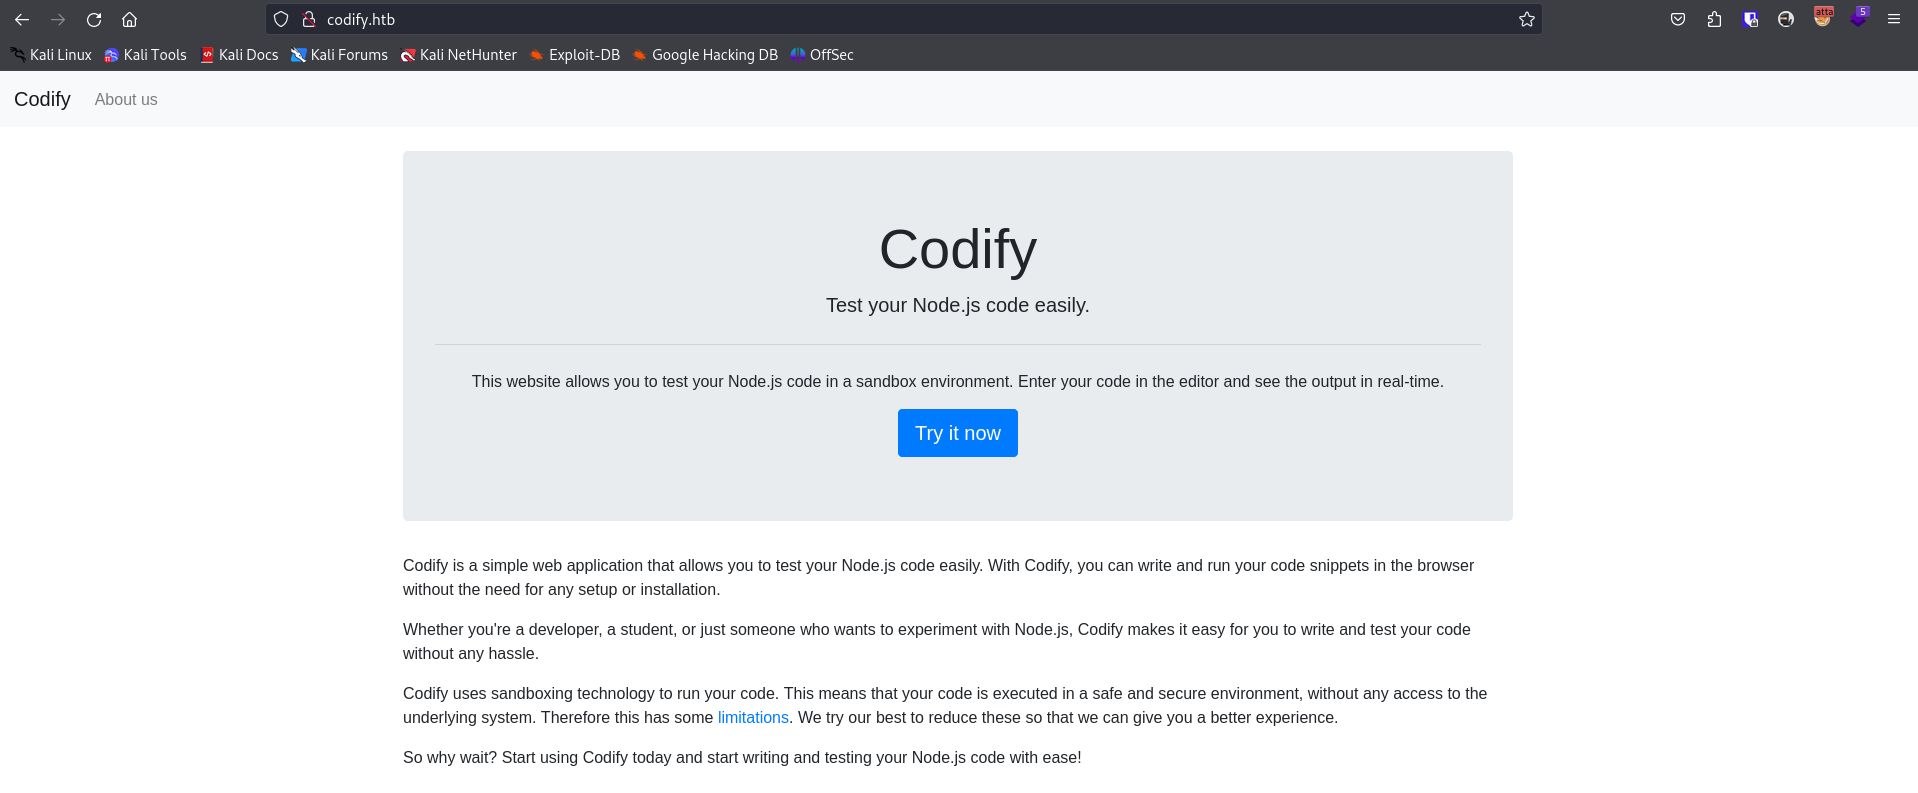 codify.htb
atta
5
Kali Linux Kali Tools Kali Docs Kali Forums Kali NetHunter Exploit-DB Google Hacking DB OffSec
Codify About us
Codify
Test your Node.js code easily.
This website allows you to test your Node.js code in a sandbox environment. Enter your code in the editor and see the output in real-time.
Try it now
Codify is a simple web application that allows you to test your Node.js code easily. With Codify, you can write and run your code snippets in the browser
without the need for any setup or installation.
Whether you're a developer, a student, or just someone who wants to experiment with Node.js, Codify makes it easy for you to write and test your code
without any hassle.
Codify uses sandboxing technology to run your code. This means that your code is executed in a safe and secure environment, without any access to the
underlying system. Therefore this has some limitations. We try our best to reduce these so that we can give you a better experience.
So why wait? Start using Codify today and start writing and testing your Node.js code with ease!